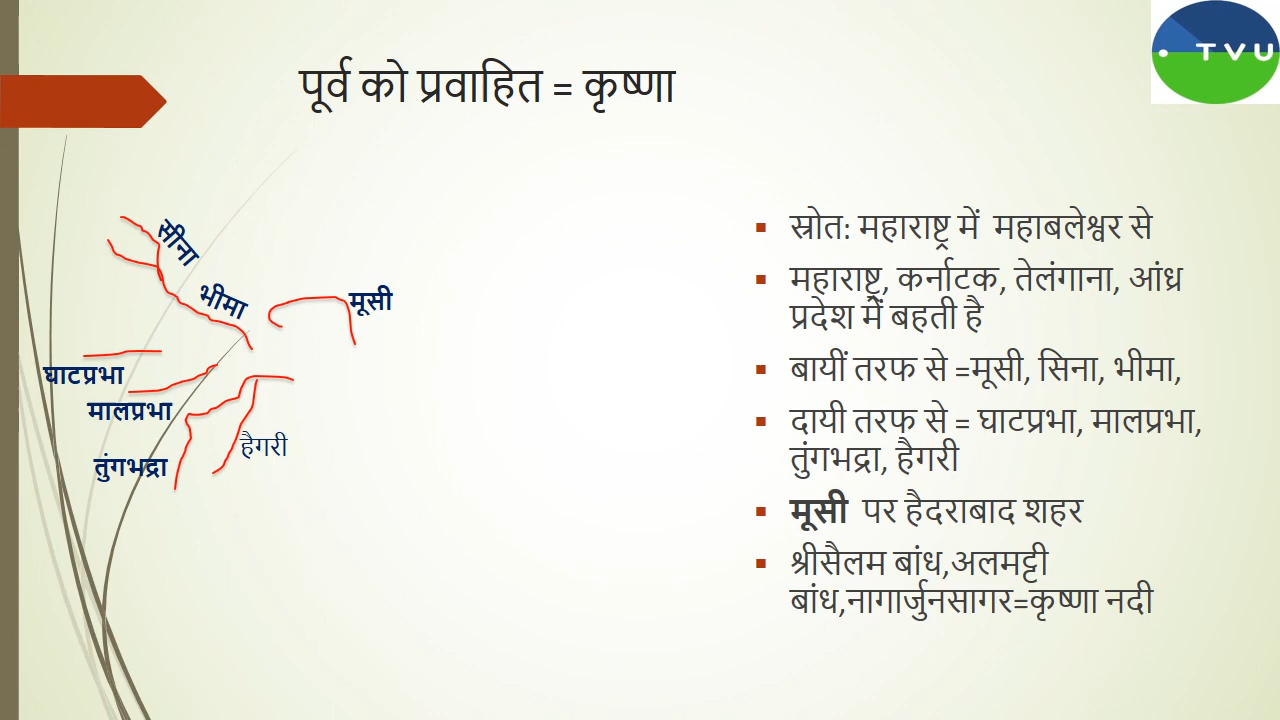 पूर्व को प्रवाहित = कृष्णा
TVU
सीना
भीमा
मूसी
घाटप्रभा
मालप्रभा
तुंगभद्रा
हैगरी
स्रोत: महाराष्ट्र में महाबलेश्वर से
महाराष्ट्र, कर्नाटक, तेलंगाना, आंध्र
प्रदेश में बहती है
बायीं तरफ से =मूसी, सिना, भीमा,
दायी तरफ से = घाटप्रभा, मालप्रभा,
तुंगभद्रा, हैगरी
मूसी पर हैदराबाद शहर
श्रीसैलम बांध,अलमट्टी
बांध,नागार्जुनसागर=कृष्णा नदी